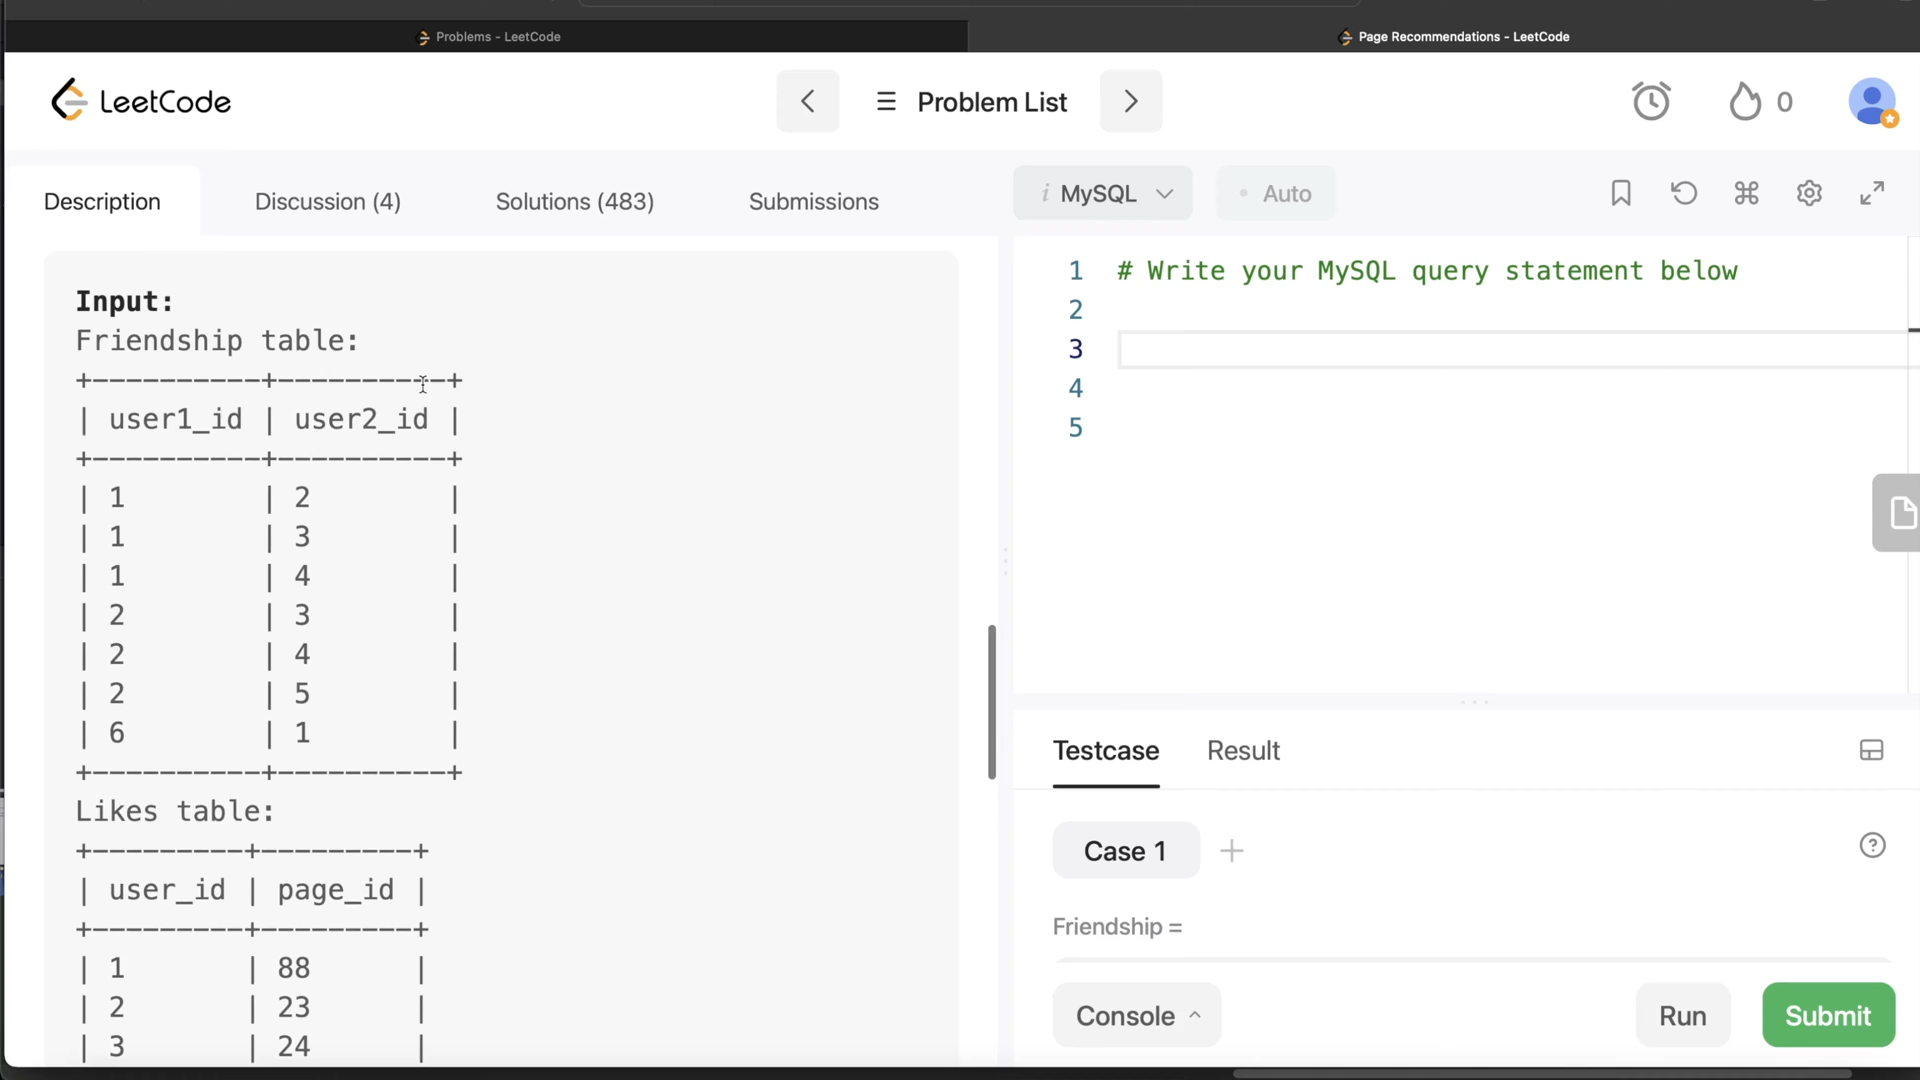 Problems - LeetCode
Page Recommendations - LeetCode
LeetCode
Problem List
0
Description
Discussion (4)
Solutions (483)
Submissions
i MySQL
Auto
Input:
Friendship table:
+----------+----------+
| user1_id | user2_id |
+----------+----------+
| 1        | 2        |
| 1        | 3        |
| 1        | 4        |
| 2        | 3        |
| 2        | 4        |
| 2        | 5        |
| 6        | 1        |
+----------+----------+
Likes table:
+---------+---------+
| user_id | page_id |
+---------+---------+
| 1       | 88      |
| 2       | 23      |
| 3       | 24      |
1 # Write your MySQL query statement below
2
3
4
5
Testcase
Result
Case 1
Friendship =
Console
Run
Submit